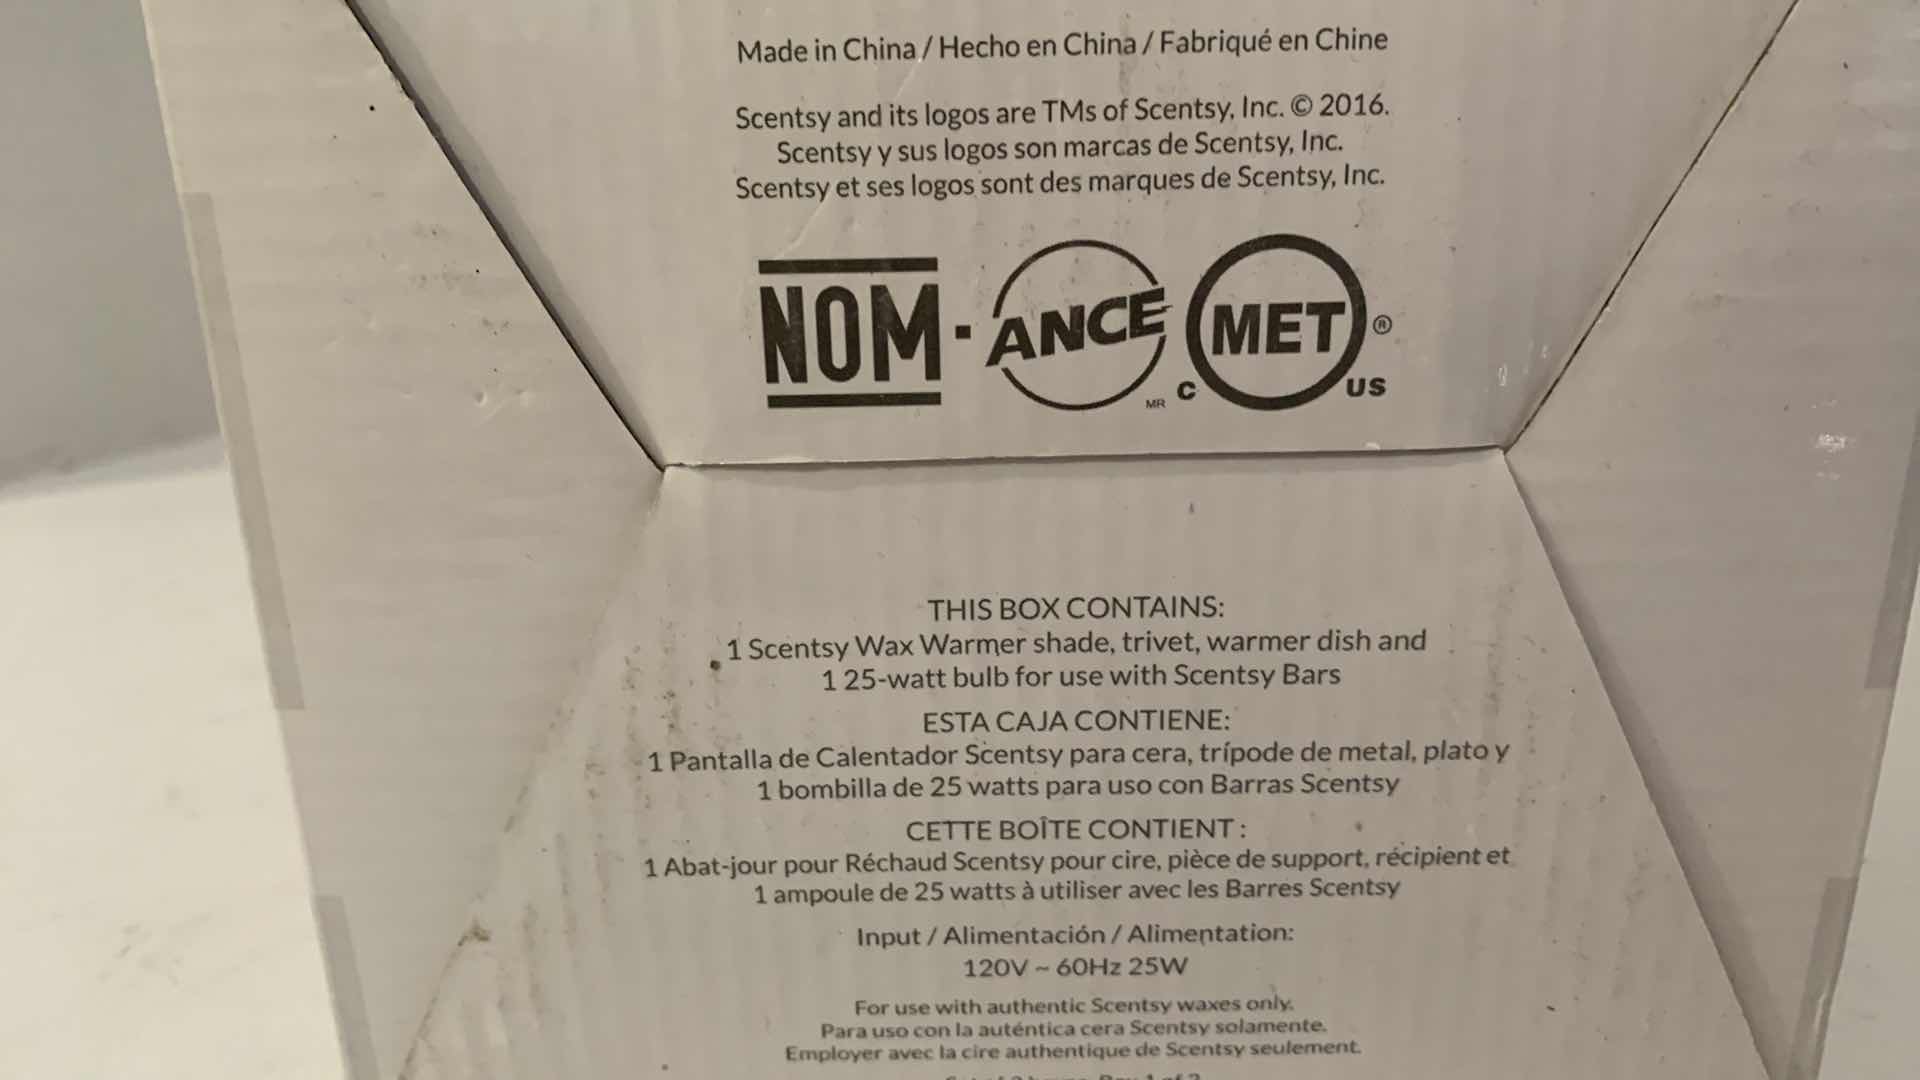 Made in China / Hecho en China / Fabriqué en Chine
Scentsy and its logos are TMs of Scentsy, Inc. © 2016.
Scentsy y sus logos son marcas de Scentsy, Inc.
Scentsy et ses logos sont des marques de Scentsy, Inc.
NOM - ANCE MR C MET ® US
THIS BOX CONTAINS:
1 Scentsy Wax Warmer shade, trivet, warmer dish and
1 25-watt bulb for use with Scentsy Bars
ESTA CAJA CONTIENE:
1 Pantalla de Calentador Scentsy para cera, trípode de metal, plato y
1 bombilla de 25 watts para uso con Barras Scentsy
CETTE BOÎTE CONTIENT :
1 Abat-jour pour Réchaud Scentsy pour cire, pièce de support, récipient et
1 ampoule de 25 watts à utiliser avec les Barres Scentsy
Input / Alimentación / Alimentation:
120V ~ 60Hz 25W
For use with authentic Scentsy waxes only.
Para uso con la auténtica cera Scentsy solamente.
Employer avec la cire authentique de Scentsy seulement.